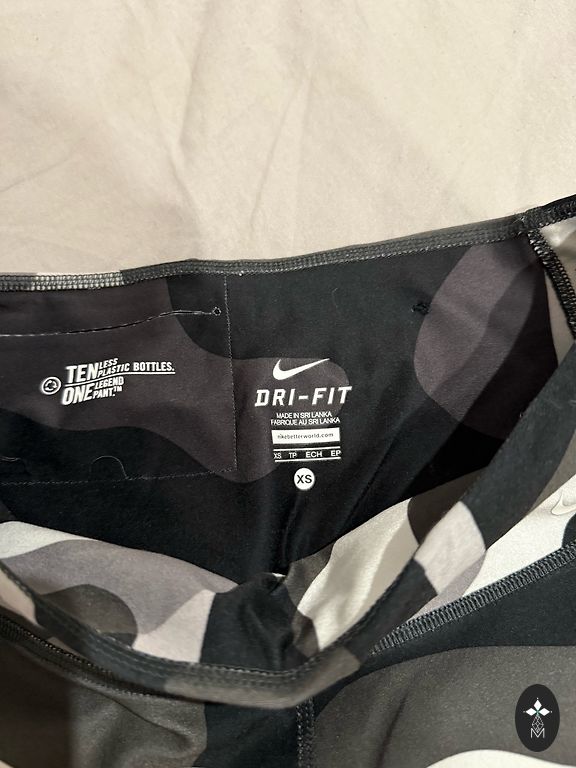 TEN LESS PLASTIC BOTTLES.
ONE LEGEND PANT.™
DRI-FIT
MADE IN SRI LANKA
FABRIQUE AU SRI LANKA
nikebetterworld.com
XS TP ECH EP
XS
M